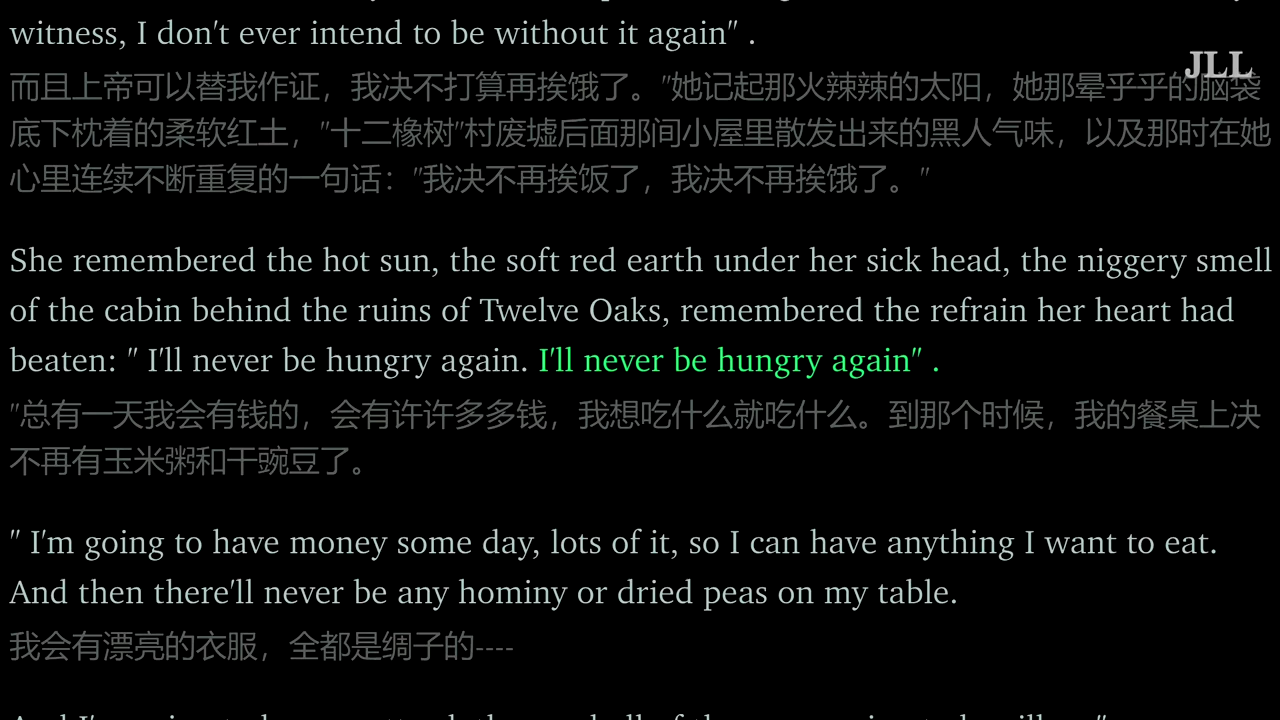 witness, I don't ever intend to be without it again" .
JLL
而且上帝可以替我作证，我决不打算再挨饿了。"她记起那火辣辣的太阳，她那晕乎乎的脑袋
底下枕着的柔软红土，"十二橡树"村废墟后面那间小屋里散发出来的黑人气味，以及那时在她
心里连续不断重复的一句话："我决不再挨饭了，我决不再挨饿了。"
She remembered the hot sun, the soft red earth under her sick head, the niggery smell
of the cabin behind the ruins of Twelve Oaks, remembered the refrain her heart had
beaten: " I'll never be hungry again. I'll never be hungry again" .
"总有一天我会有钱的，会有许许多多钱，我想吃什么就吃什么。到那个时候，我的餐桌上决
不再有玉米粥和干豌豆了。
" I'm going to have money some day, lots of it, so I can have anything I want to eat.
And then there'll never be any hominy or dried peas on my table.
我会有漂亮的衣服，全都是绸子的----